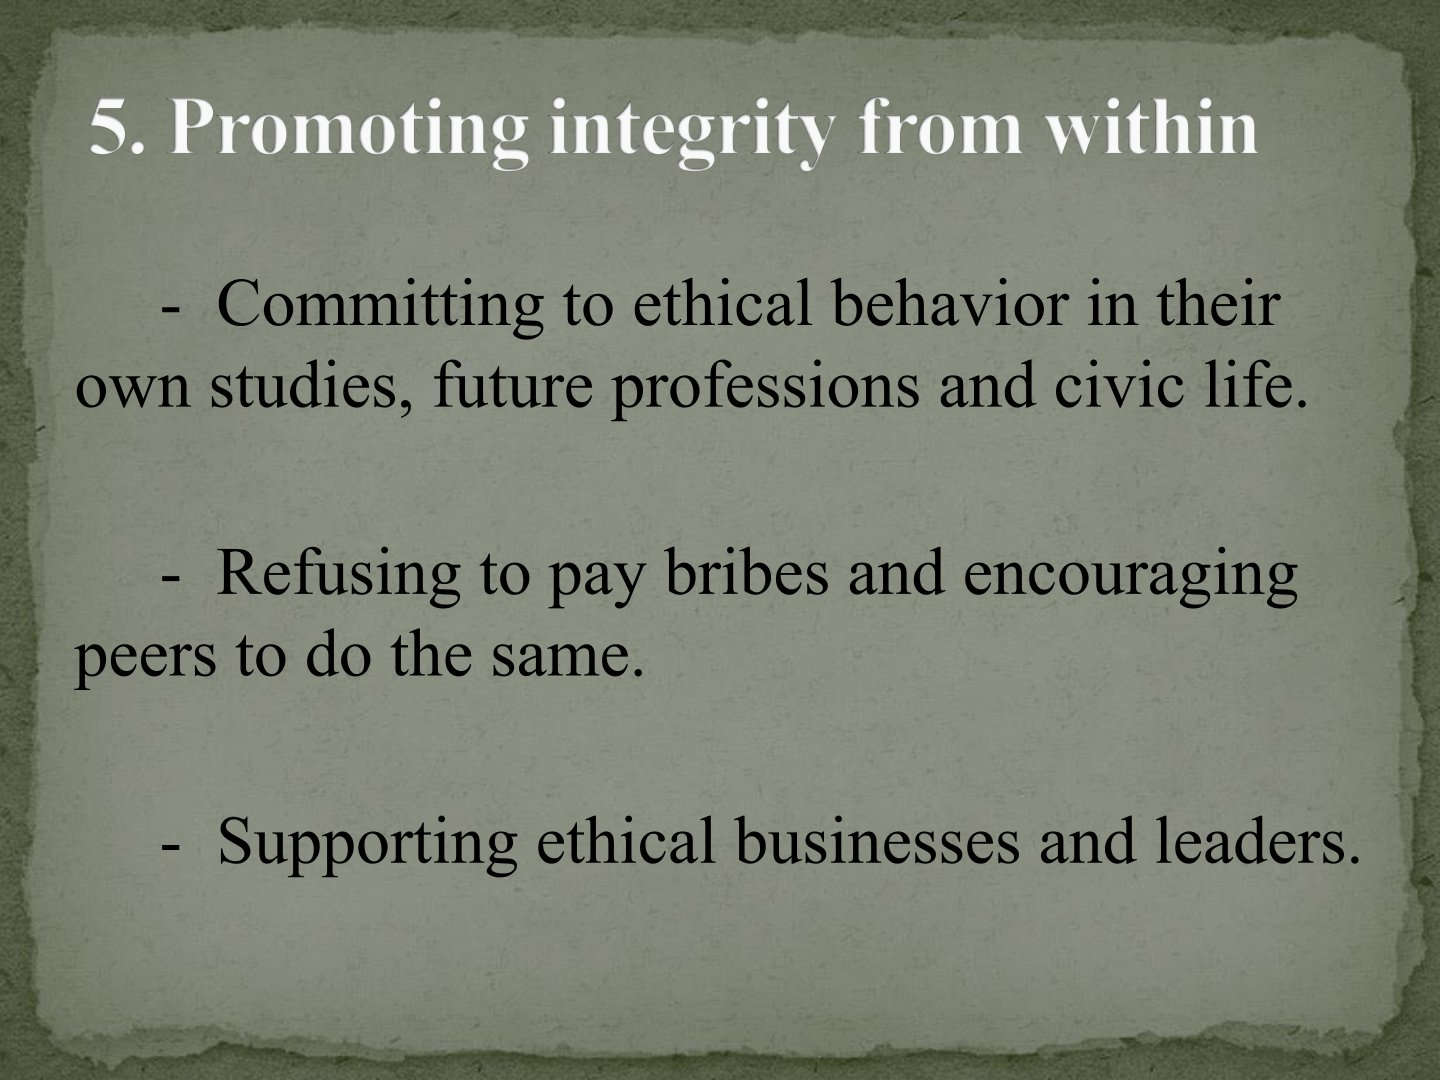 5. Promoting integrity from within
- Committing to ethical behavior in their
own studies, future professions and civic life.
- Refusing to pay bribes and encouraging
peers to do the same.
- Supporting ethical businesses and leaders.